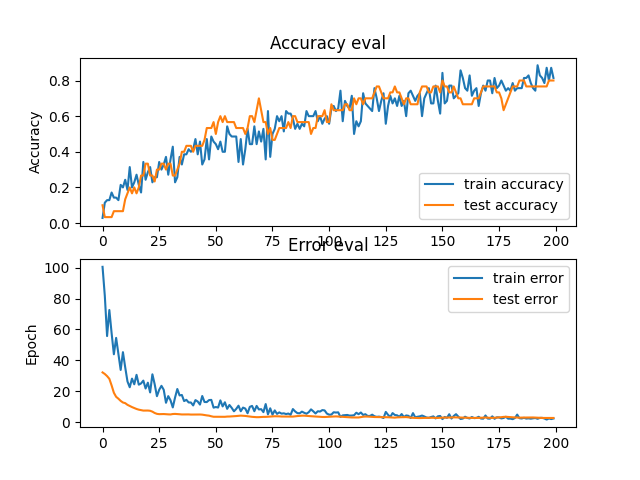 Accuracy eval
0.8
0.6
0.4
0.2
0.0
Accuracy
train accuracy
test accuracy
0 25 50 75 100 125 150 175 200
Error eval
100
80
60
40
20
0
Epoch
train error
test error
0 25 50 75 100 125 150 175 200